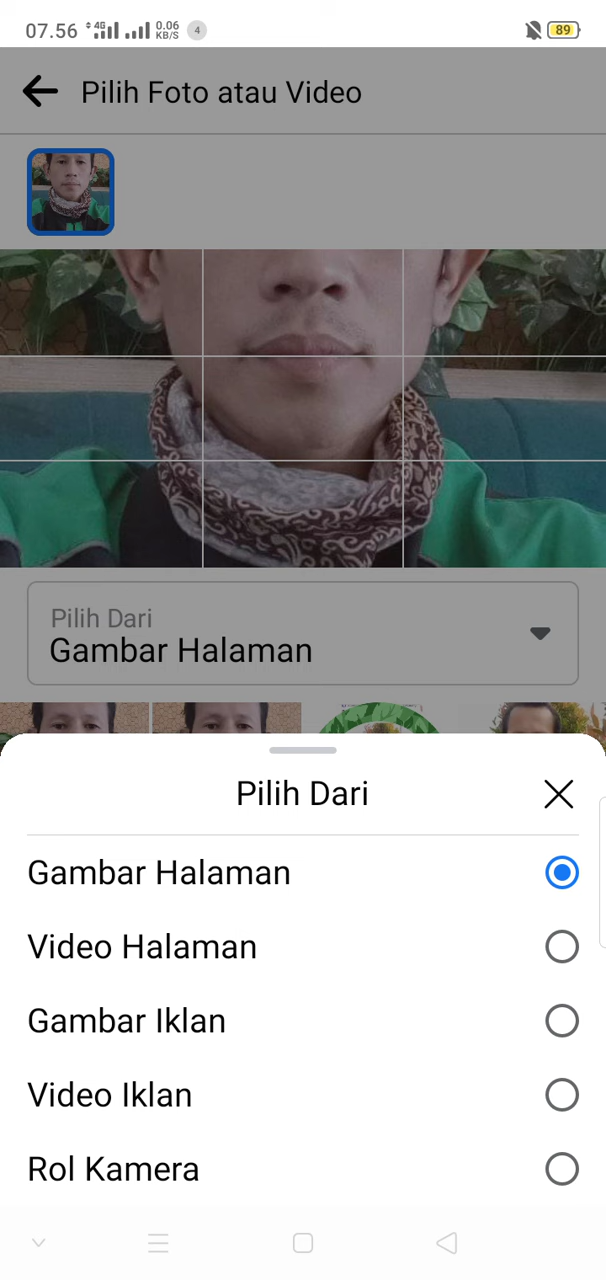 07.56 4G 0.06 KB/S 4 89
Pilih Foto atau Video
Pilih Dari
Gambar Halaman
Pilih Dari
Gambar Halaman
Video Halaman
Gambar Iklan
Video Iklan
Rol Kamera